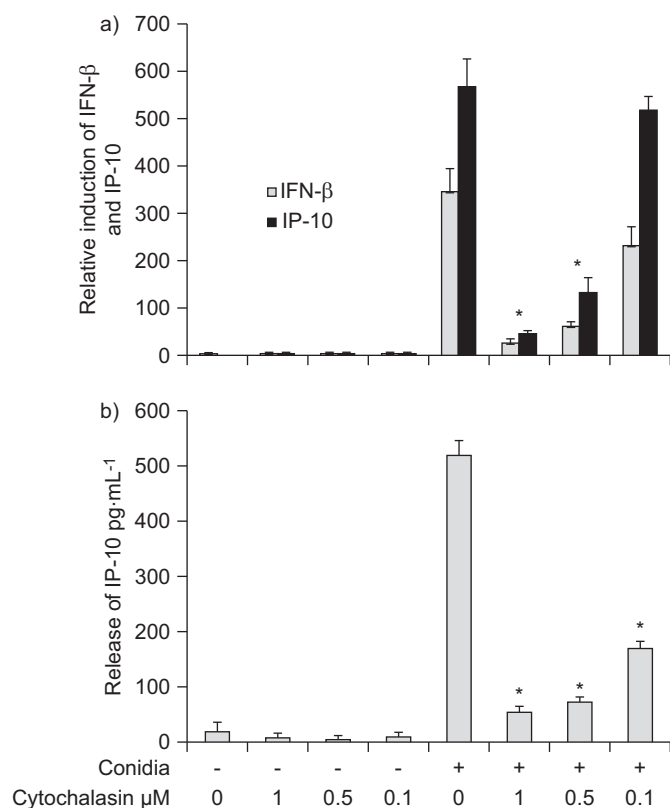 a)
700
600
500
400
300
200
100
0
Relative induction of IFN-β
and IP-10
IFN-β
IP-10
*
*
b)
600
500
400
300
200
100
0
Release of IP-10 pg·mL⁻¹
*
*
*
Conidia - - - - + + + +
Cytochalasin μM 0 1 0.5 0.1 0 1 0.5 0.1